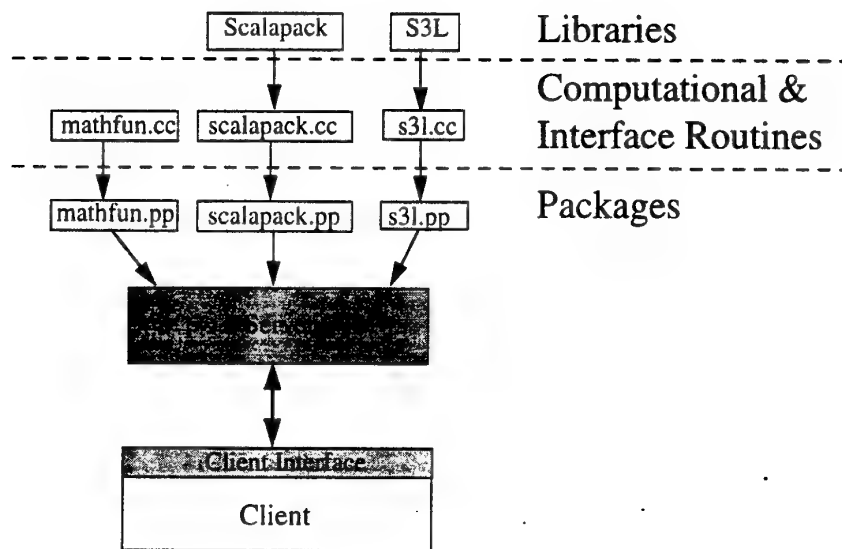 Scalapack
S3L
Libraries
Computational &
mathfun.cc
scalapack.cc
s3l.cc
Interface Routines
mathfun.pp
scalapack.pp
s3l.pp
Packages
Client Interface
Client